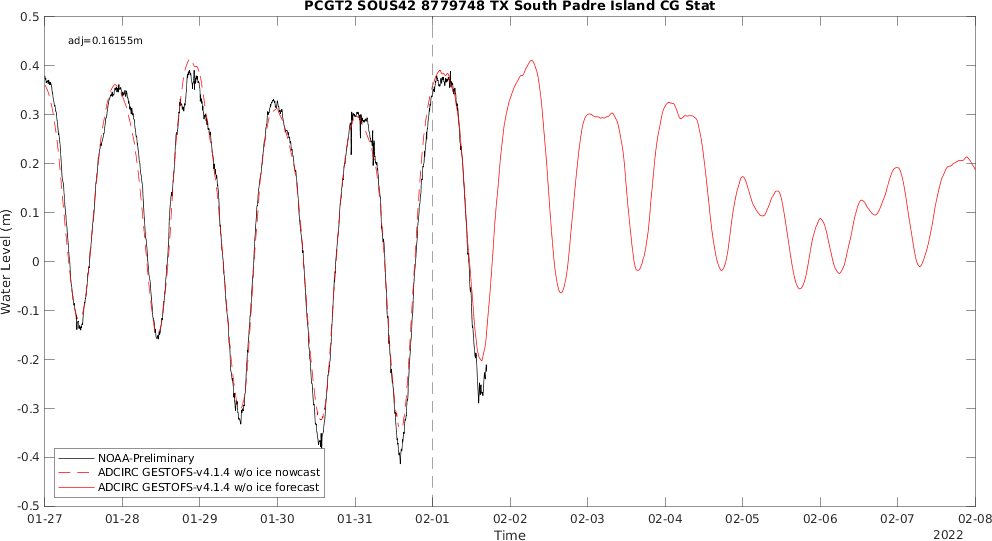 PCGT2 SOUS42 8779748 TX South Padre Island CG Stat
adj=0.16155m
0.5
0.4
0.3
0.2
0.1
0
-0.1
-0.2
-0.3
-0.4
-0.5
Water Level (m)
NOAA-Preliminary
ADCIRC GESTOFS-v4.1.4 w/o ice nowcast
ADCIRC GESTOFS-v4.1.4 w/o ice forecast
01-27 01-28 01-29 01-30 01-31 02-01 02-02 02-03 02-04 02-05 02-06 02-07 02-08
Time
2022